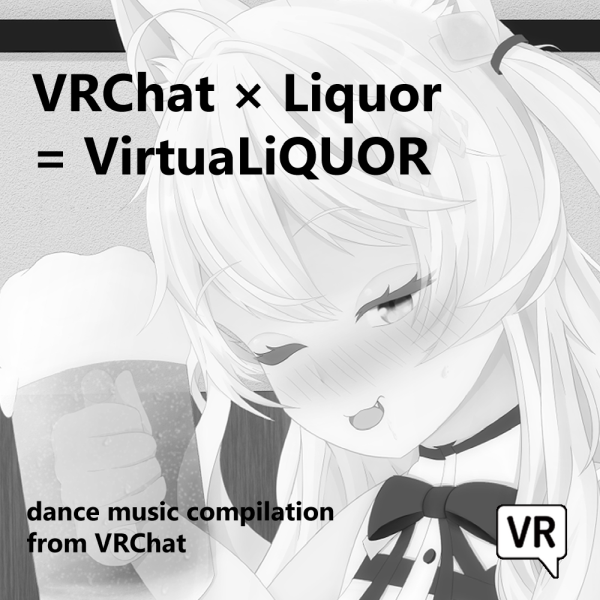 VRChat × Liquor
= VirtuaLiQUOR
dance music compilation
from VRChat
VR